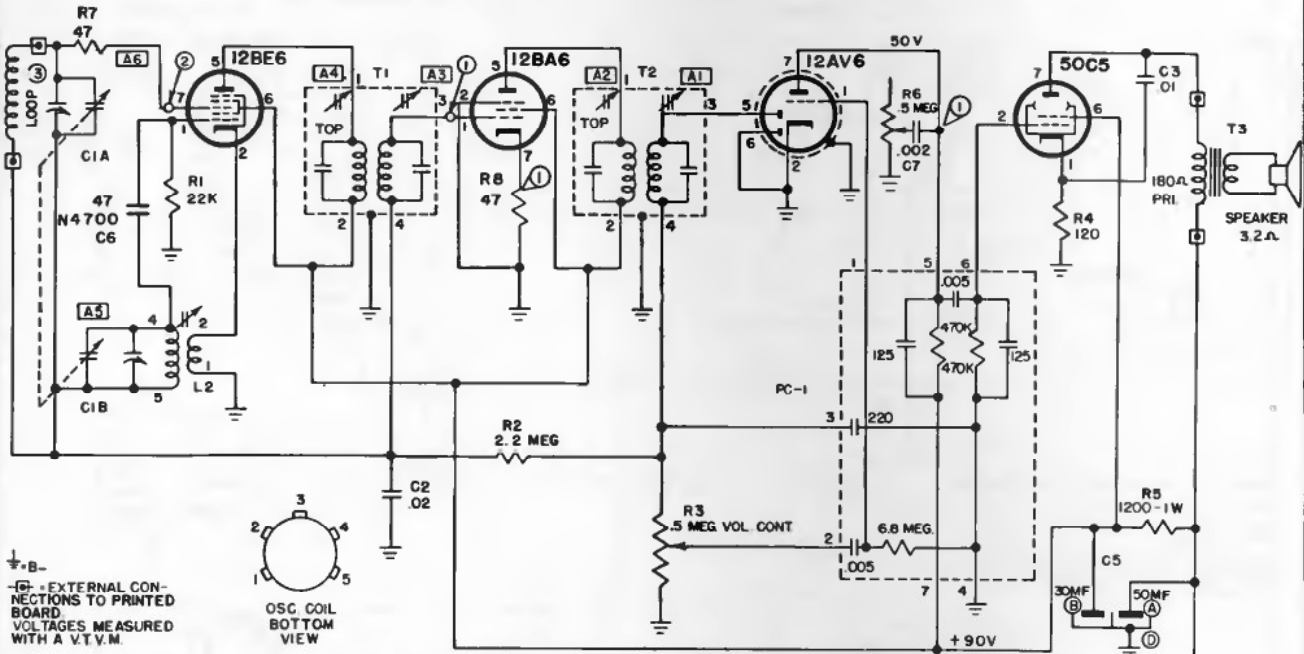 R7
47
A6
2
7
1
5
12BE6
6
2
3
LOOP
C1A
R1
22K
47
N4700
C6
A5
4
2
1
L2
5
C1B
A4
1
T1
A3
TOP
2
4
3
1
2
1
5
12BA6
6
7
R8
47
1
A2
1
T2
A1
TOP
3
2
4
5
6
7
12AV6
1
2
50V
R6
.5 MEG
.002
C7
1
7
50C5
2
6
1
R4
120
C3
.01
180Ω
PRI.
T3
SPEAKER
3.2Ω
1
5
6
.005
470K
470K
125
125
PC-1
3
220
2
.005
6.8 MEG.
7
4
R2
2.2 MEG
C2
.02
R3
.5 MEG VOL. CONT.
R5
1200-1W
C5
30MF
B
50MF
A
D
+90V
3
2
4
1
5
OSC. COIL
BOTTOM
VIEW
=B-
=EXTERNAL CON-
NECTIONS TO PRINTED
BOARD.
VOLTAGES MEASURED
WITH A V.T.V.M.